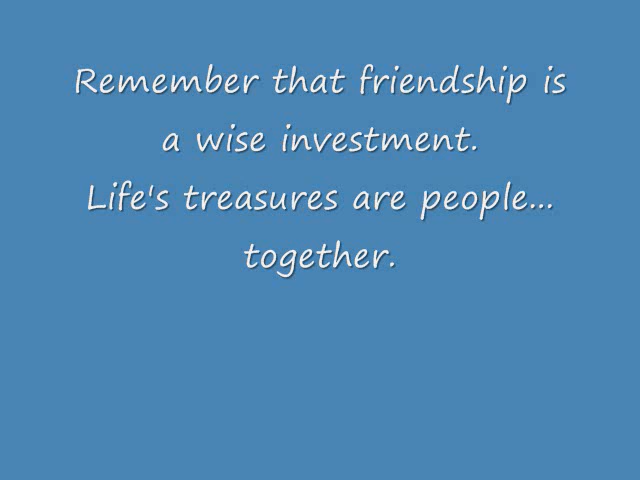 Remember that friendship is
a wise investment.
Life's treasures are people...
together.